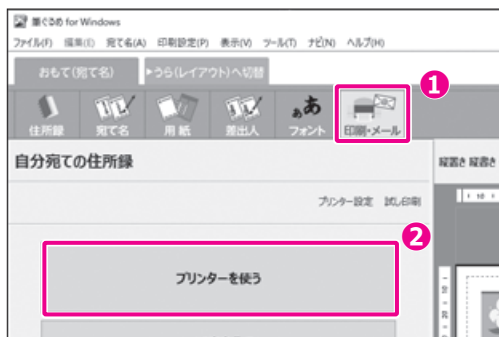 筆ぐるめ for Windows
ファイル(F) 編集(E) 宛て名(A) 印刷設定(P) 表示(V) ツール(T) ナビ(N) ヘルプ(H)
おもて(宛て名) ▶うら(レイアウト)へ切替
1
住所録 宛て名 用紙 差出人 フォント 印刷・メール
自分宛ての住所録
縦置き 縦書き
プリンター設定 試し印刷
2
プリンターを使う